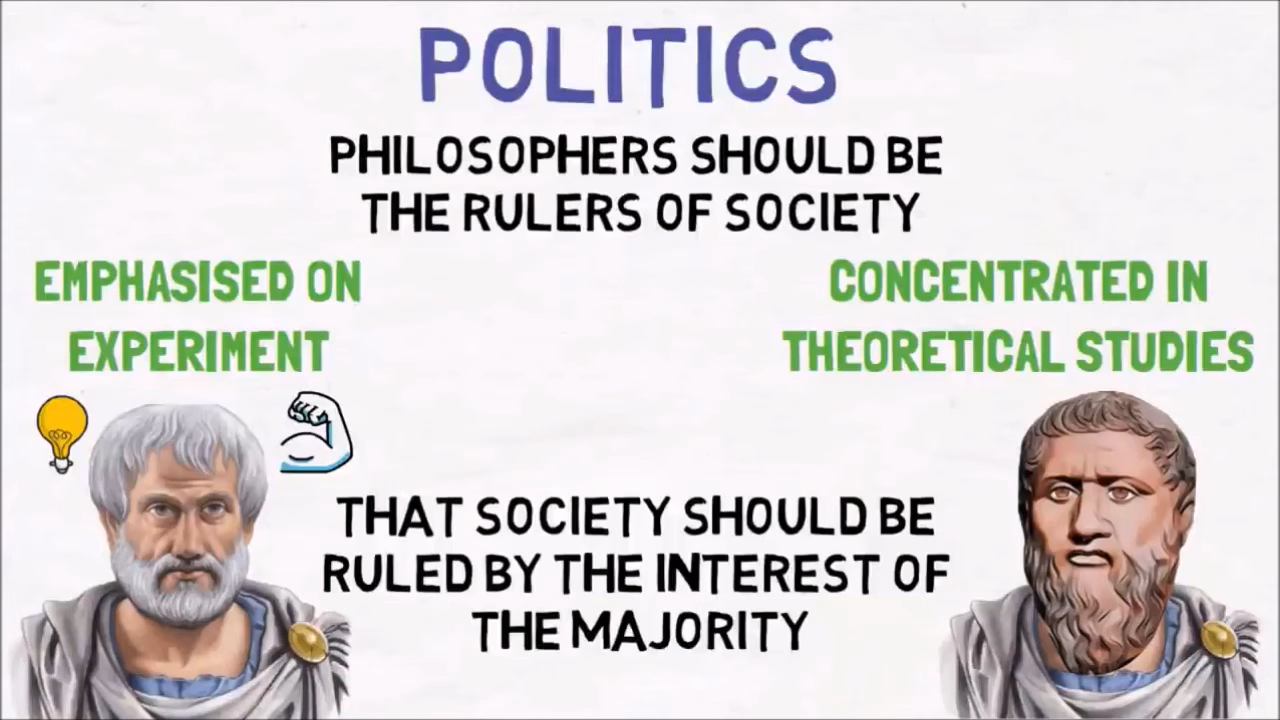 POLITICS
PHILOSOPHERS SHOULD BE
THE RULERS OF SOCIETY
EMPHASISED ON
EXPERIMENT
CONCENTRATED IN
THEORETICAL STUDIES
THAT SOCIETY SHOULD BE
RULED BY THE INTEREST OF
THE MAJORITY